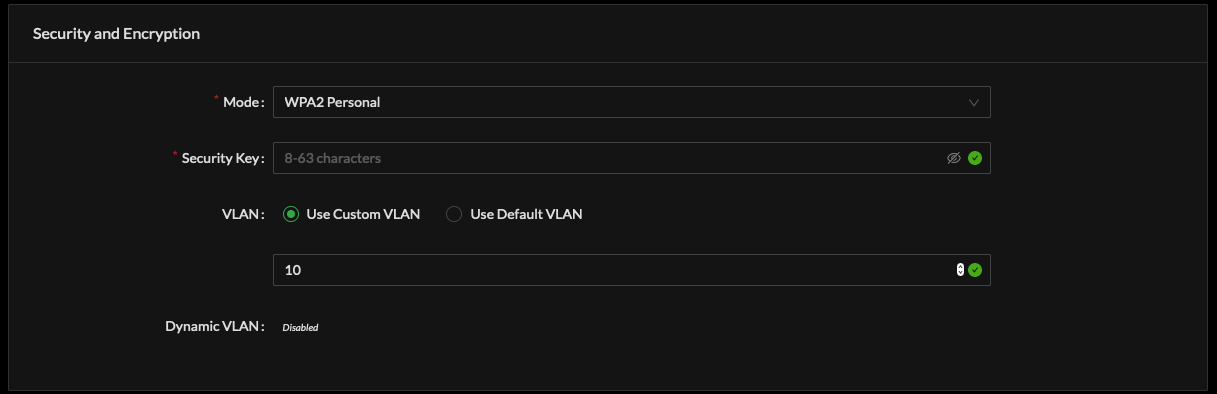 Security and Encryption
* Mode: WPA2 Personal
* Security Key: 8-63 characters
VLAN: Use Custom VLAN Use Default VLAN
10
Dynamic VLAN: Disabled